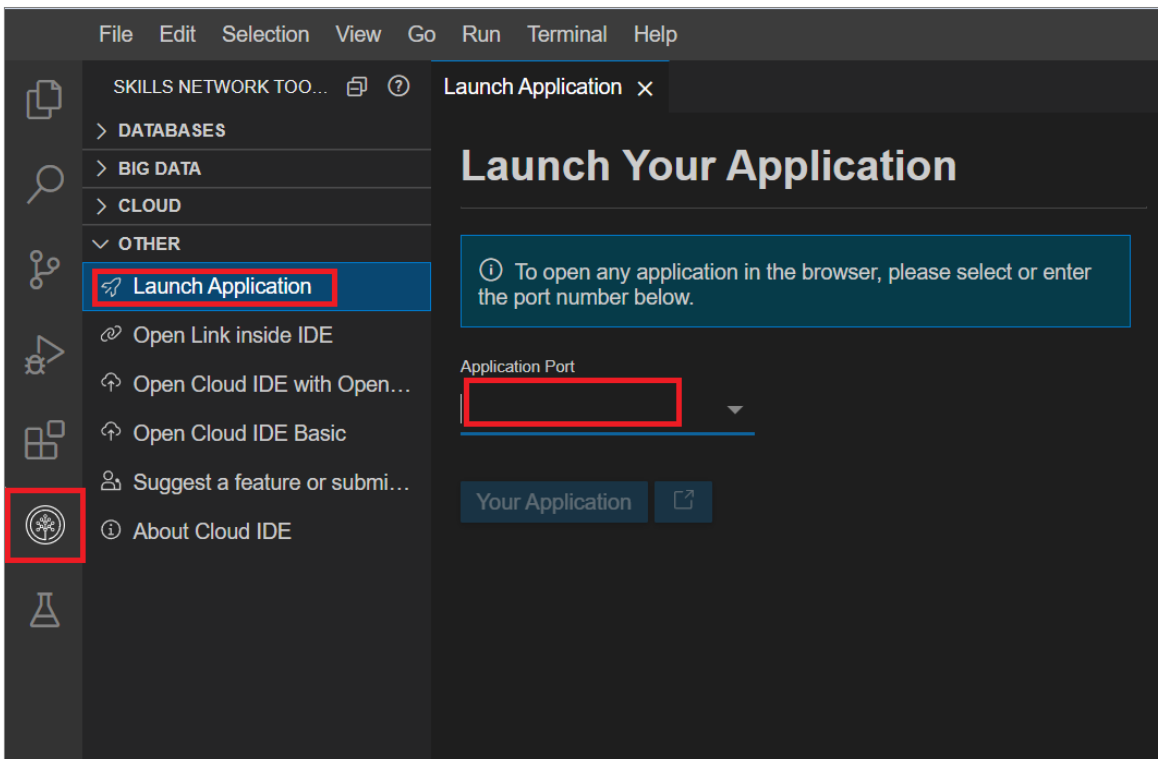 File Edit Selection View Go Run Terminal Help
SKILLS NETWORK TOO...
DATABASES
BIG DATA
CLOUD
OTHER
Launch Application
Open Link inside IDE
Open Cloud IDE with Open...
Open Cloud IDE Basic
Suggest a feature or submi...
About Cloud IDE
Launch Application
Launch Your Application
To open any application in the browser, please select or enter
the port number below.
Application Port
Your Application